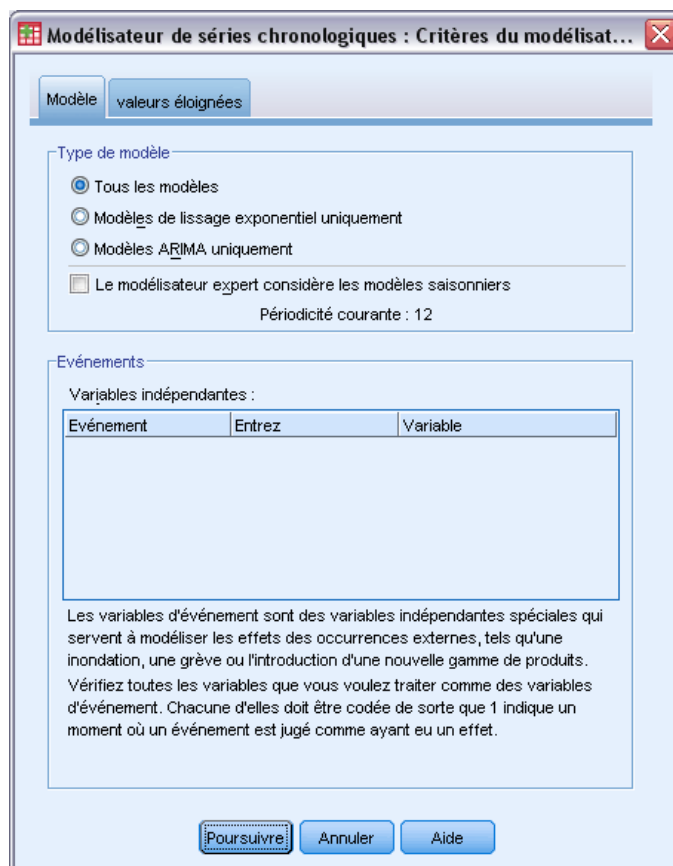 Modélisateur de séries chronologiques : Critères du modélisat...
Modèle
valeurs éloignées
Type de modèle
Tous les modèles
Modèles de lissage exponentiel uniquement
Modèles ARIMA uniquement
Le modélisateur expert considère les modèles saisonniers
Périodicité courante : 12
Evénements
Variables indépendantes :
Evénement Entrez Variable
Les variables d'événement sont des variables indépendantes spéciales qui
servent à modéliser les effets des occurrences externes, tels qu'une
inondation, une grève ou l'introduction d'une nouvelle gamme de produits.
Vérifiez toutes les variables que vous voulez traiter comme des variables
d'événement. Chacune d'elles doit être codée de sorte que 1 indique un
moment où un événement est jugé comme ayant eu un effet.
Poursuivre Annuler Aide